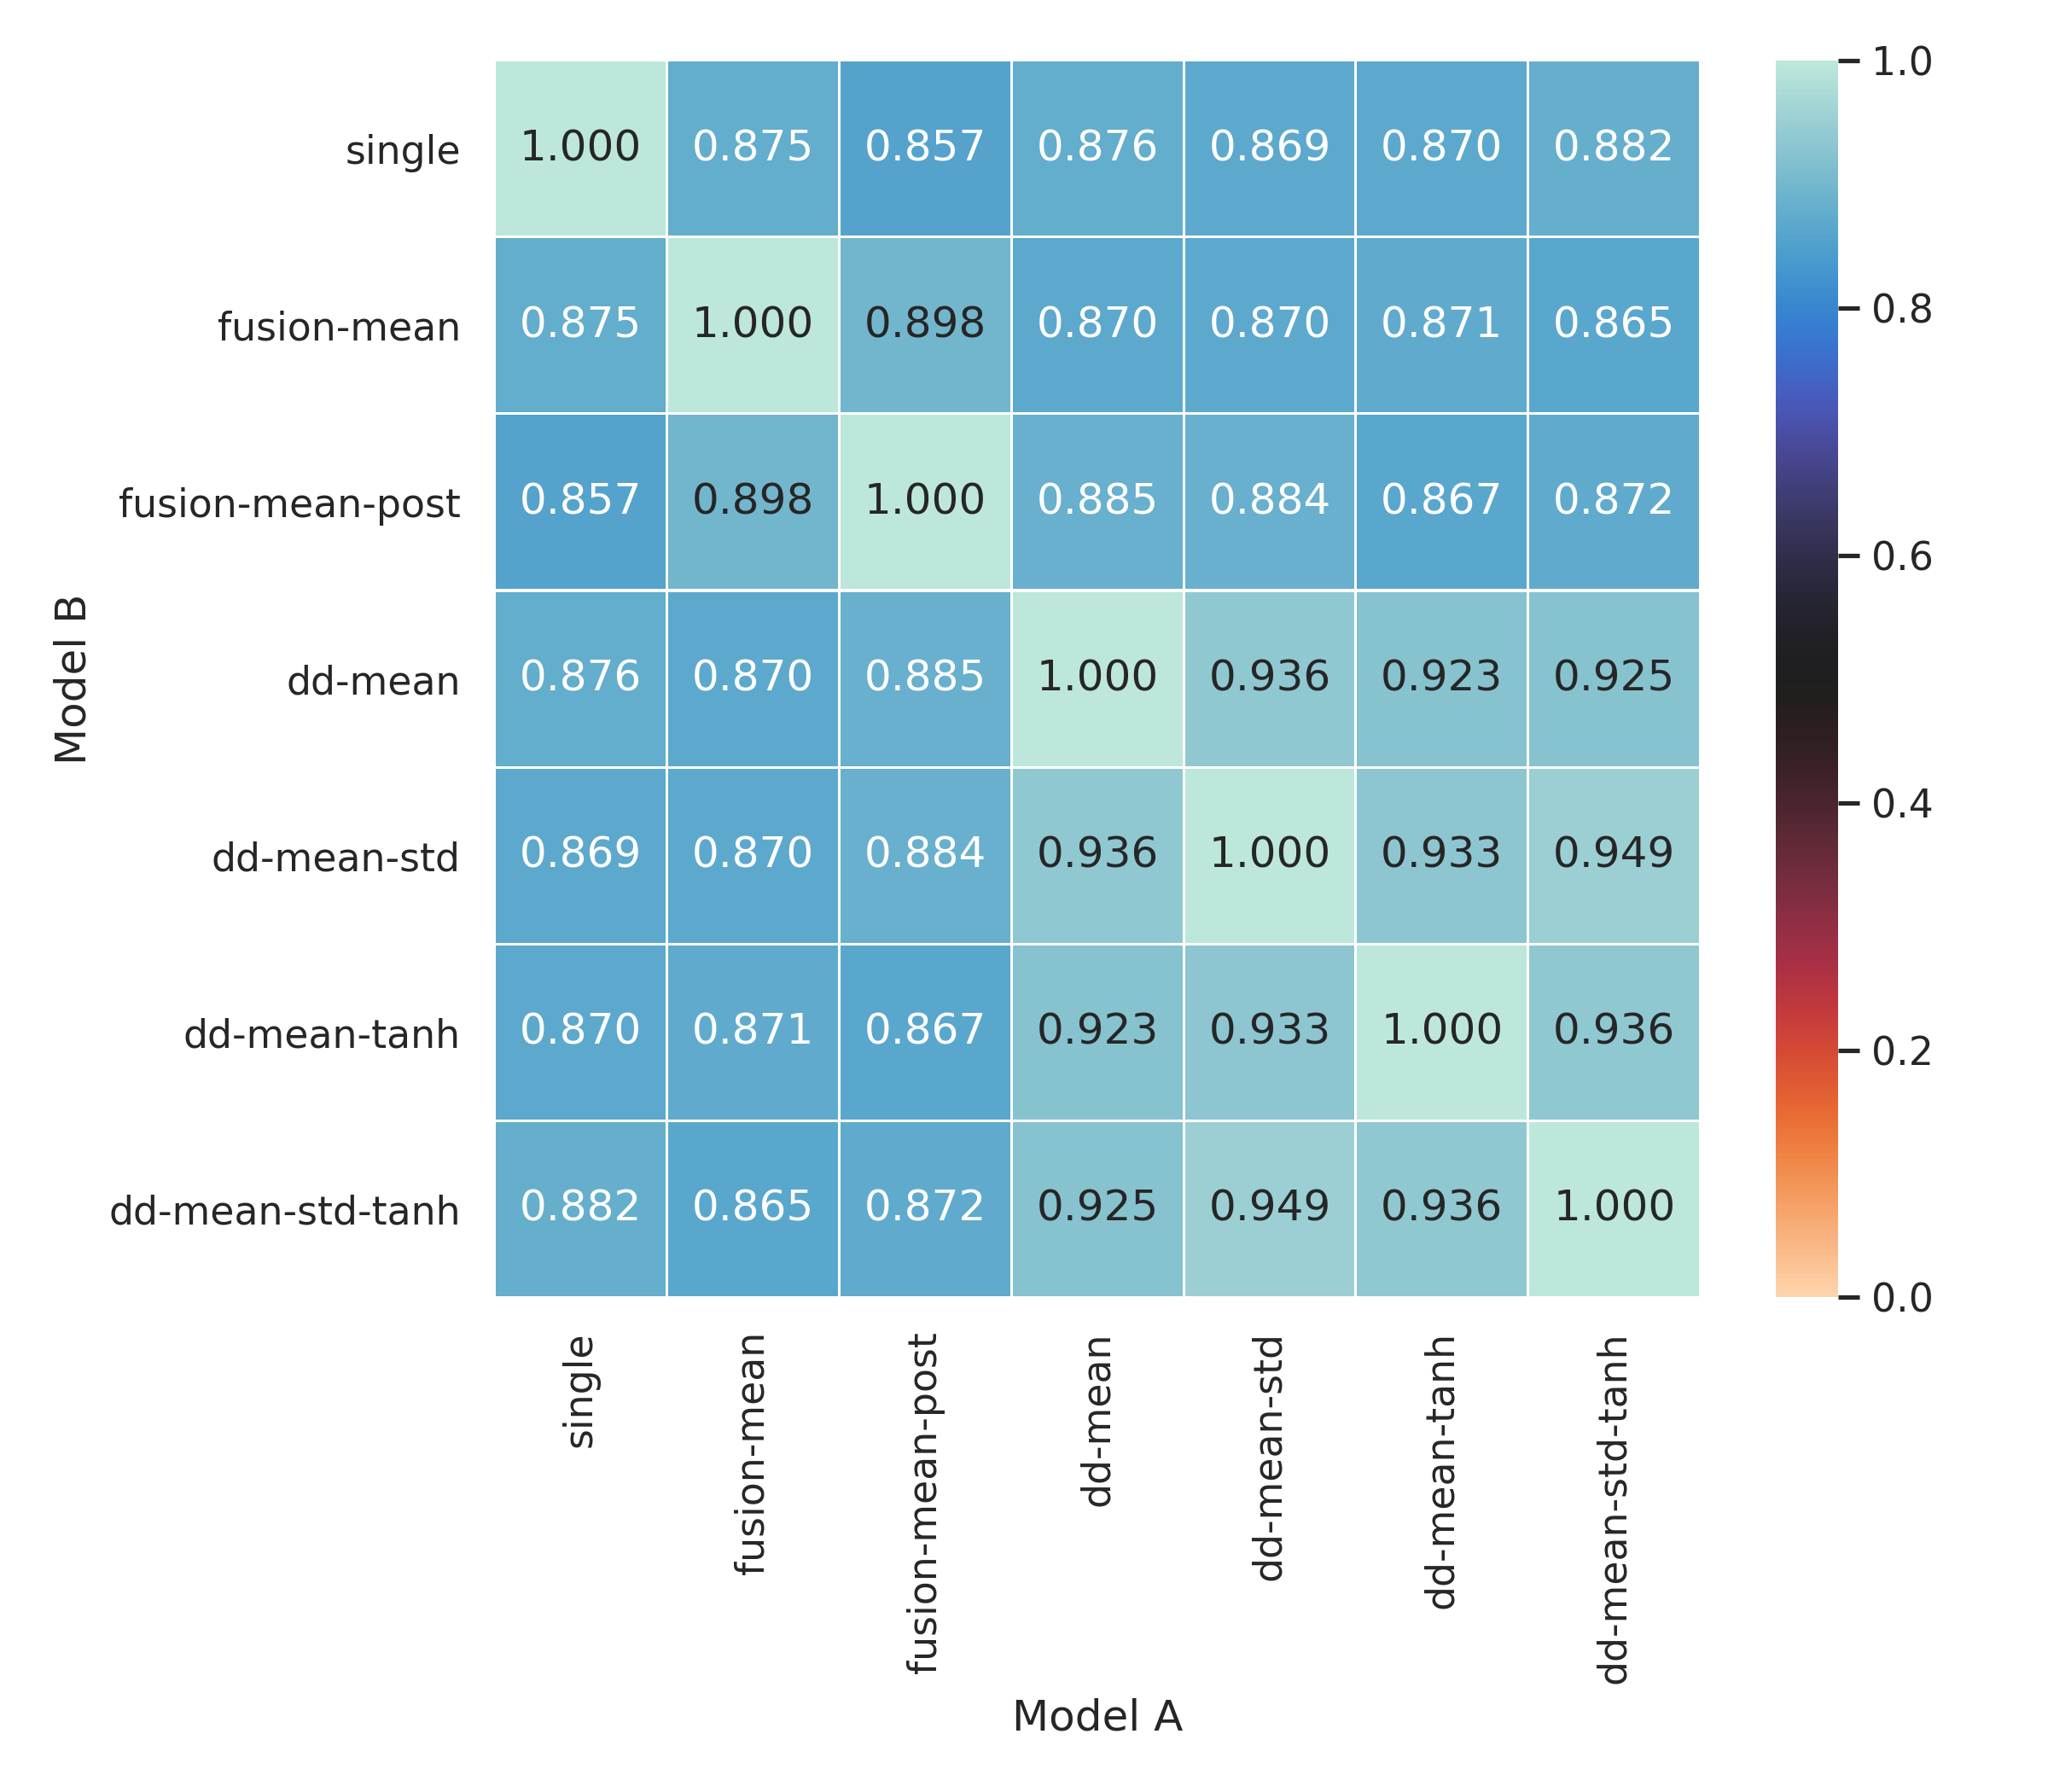 single 1.000 0.875 0.857 0.876 0.869 0.870 0.882
fusion-mean 0.875 1.000 0.898 0.870 0.870 0.871 0.865
fusion-mean-post 0.857 0.898 1.000 0.885 0.884 0.867 0.872
dd-mean 0.876 0.870 0.885 1.000 0.936 0.923 0.925
dd-mean-std 0.869 0.870 0.884 0.936 1.000 0.933 0.949
dd-mean-tanh 0.870 0.871 0.867 0.923 0.933 1.000 0.936
dd-mean-std-tanh 0.882 0.865 0.872 0.925 0.949 0.936 1.000
Model B
single
fusion-mean
fusion-mean-post
dd-mean
dd-mean-std
dd-mean-tanh
dd-mean-std-tanh
Model A
1.0
0.8
0.6
0.4
0.2
0.0